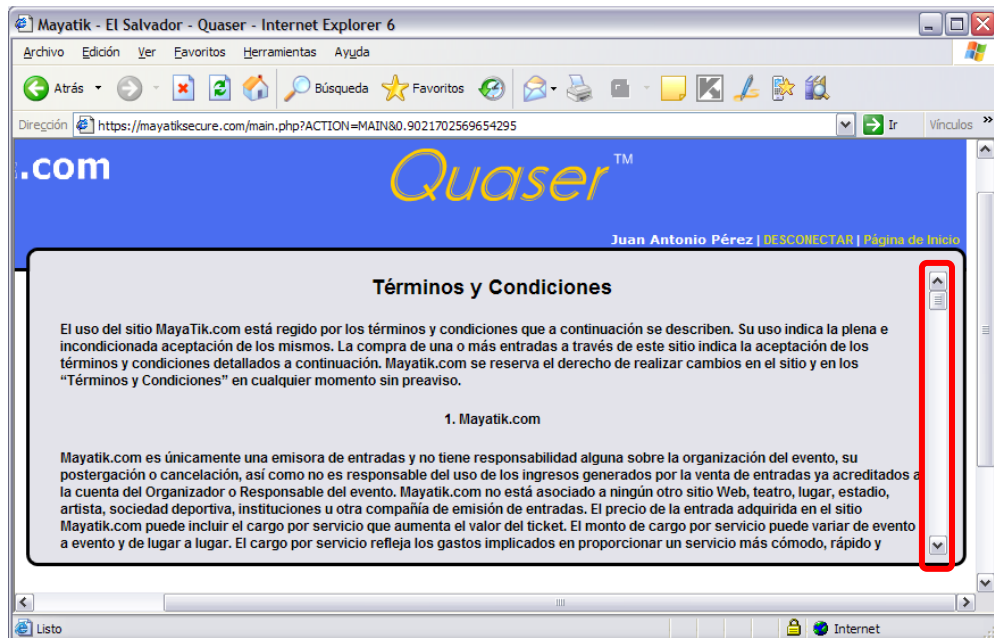 Mayatik - El Salvador - Quaser - Internet Explorer 6
Archivo Edición Ver Favoritos Herramientas Ayuda
Atrás Búsqueda Favoritos
Dirección https://mayatiksecure.com/main.php?ACTION=MAIN&0.9021702569654295 Ir Vínculos »
.com Quaser™
Juan Antonio Pérez | DESCONECTAR | Página de Inicio
Términos y Condiciones
El uso del sitio MayaTik.com está regido por los términos y condiciones que a continuación se describen. Su uso indica la plena e
incondicionada aceptación de los mismos. La compra de una o más entradas a través de este sitio indica la aceptación de los
términos y condiciones detallados a continuación. Mayatik.com se reserva el derecho de realizar cambios en el sitio y en los
“Términos y Condiciones” en cualquier momento sin preaviso.
1. Mayatik.com
Mayatik.com es únicamente una emisora de entradas y no tiene responsabilidad alguna sobre la organización del evento, su
postergación o cancelación, así como no es responsable del uso de los ingresos generados por la venta de entradas ya acreditados a
la cuenta del Organizador o Responsable del evento. Mayatik.com no está asociado a ningún otro sitio Web, teatro, lugar, estadio,
artista, sociedad deportiva, instituciones u otra compañía de emisión de entradas. El precio de la entrada adquirida en el sitio
Mayatik.com puede incluir el cargo por servicio que aumenta el valor del ticket. El monto de cargo por servicio puede variar de evento
a evento y de lugar a lugar. El cargo por servicio refleja los gastos implicados en proporcionar un servicio más cómodo, rápido y
Listo Internet